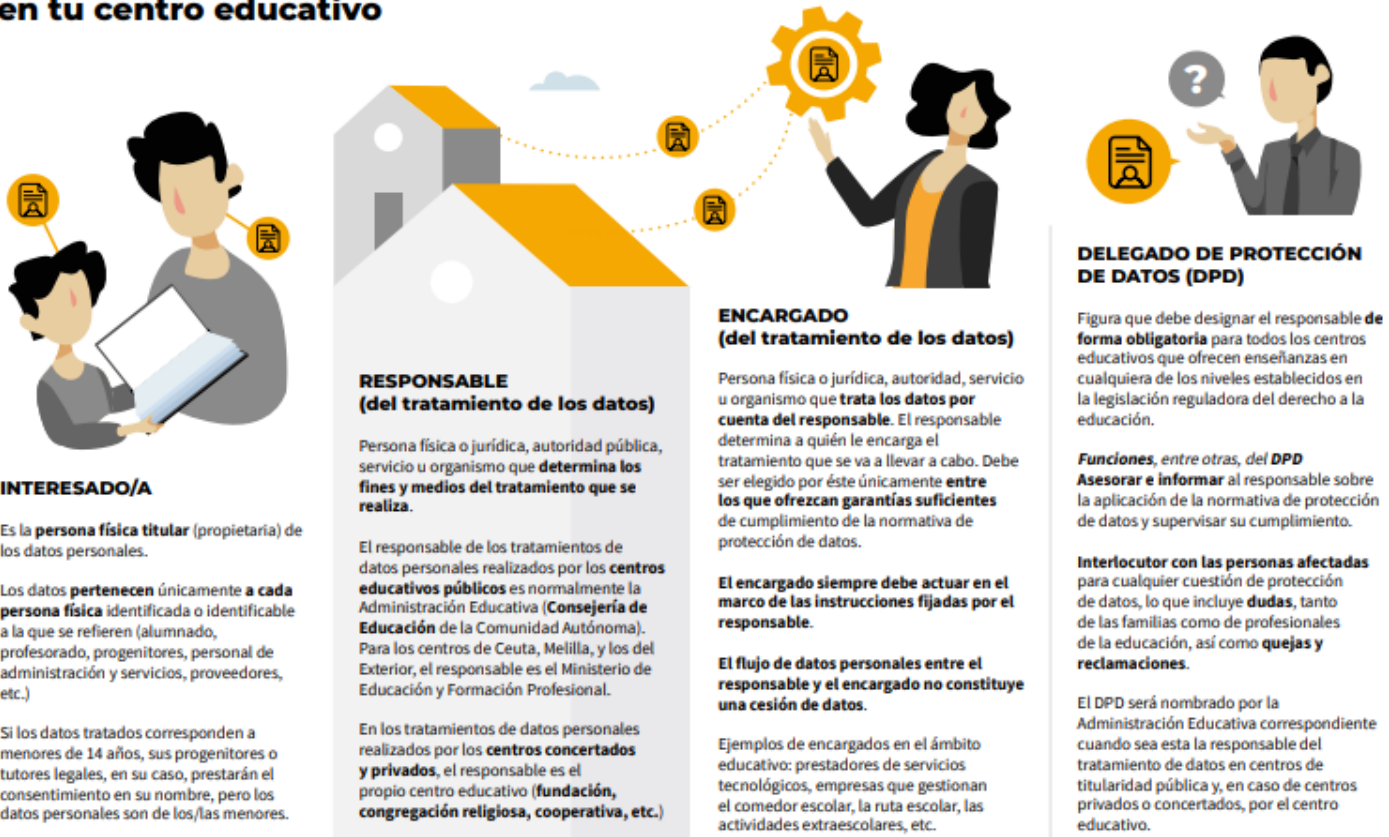 en tu centro educativo
INTERESADO/A
Es la persona física titular (propietaria) de
los datos personales.
Los datos pertenecen únicamente a cada
persona física identificada o identificable
a la que se refieren (alumnado,
profesorado, progenitores, personal de
administración y servicios, proveedores,
etc.)
Si los datos tratados corresponden a
menores de 14 años, sus progenitores o
tutores legales, en su caso, prestarán el
consentimiento en su nombre, pero los
datos personales son de los/las menores.
RESPONSABLE
(del tratamiento de los datos)
Persona física o jurídica, autoridad pública,
servicio u organismo que determina los
fines y medios del tratamiento que se
realiza.
El responsable de los tratamientos de
datos personales realizados por los centros
educativos públicos es normalmente la
Administración Educativa (Consejería de
Educación de la Comunidad Autónoma).
Para los centros de Ceuta, Melilla, y los del
Exterior, el responsable es el Ministerio de
Educación y Formación Profesional.
En los tratamientos de datos personales
realizados por los centros concertados
y privados, el responsable es el
propio centro educativo (fundación,
congregación religiosa, cooperativa, etc.)
ENCARGADO
(del tratamiento de los datos)
Persona física o jurídica, autoridad, servicio
u organismo que trata los datos por
cuenta del responsable. El responsable
determina a quién le encarga el
tratamiento que se va a llevar a cabo. Debe
ser elegido por éste únicamente entre
los que ofrezcan garantías suficientes
de cumplimiento de la normativa de
protección de datos.
El encargado siempre debe actuar en el
marco de las instrucciones fijadas por el
responsable.
El flujo de datos personales entre el
responsable y el encargado no constituye
una cesión de datos.
Ejemplos de encargados en el ámbito
educativo: prestadores de servicios
tecnológicos, empresas que gestionan
el comedor escolar, la ruta escolar, las
actividades extraescolares, etc.
?
DELEGADO DE PROTECCIÓN
DE DATOS (DPD)
Figura que debe designar el responsable de
forma obligatoria para todos los centros
educativos que ofrecen enseñanzas en
cualquiera de los niveles establecidos en
la legislación reguladora del derecho a la
educación.
Funciones, entre otras, del DPD
Asesorar e informar al responsable sobre
la aplicación de la normativa de protección
de datos y supervisar su cumplimiento.
Interlocutor con las personas afectadas
para cualquier cuestión de protección
de datos, lo que incluye dudas, tanto
de las familias como de profesionales
de la educación, así como quejas y
reclamaciones.
El DPD será nombrado por la
Administración Educativa correspondiente
cuando sea esta la responsable del
tratamiento de datos en centros de
titularidad pública y, en caso de centros
privados o concertados, por el centro
educativo.